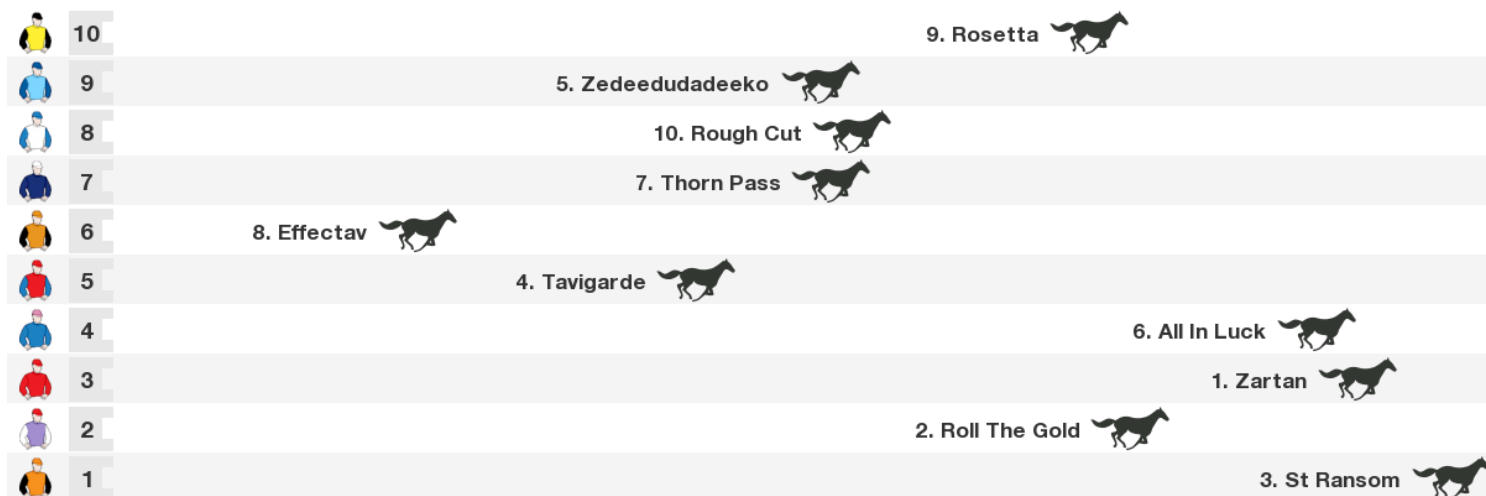 10 9. Rosetta
9 5. Zedeedudadeeko
8 10. Rough Cut
7 7. Thorn Pass
6 8. Effectav
5 4. Tavigarde
4 6. All In Luck
3 1. Zartan
2 2. Roll The Gold
1 3. St Ransom